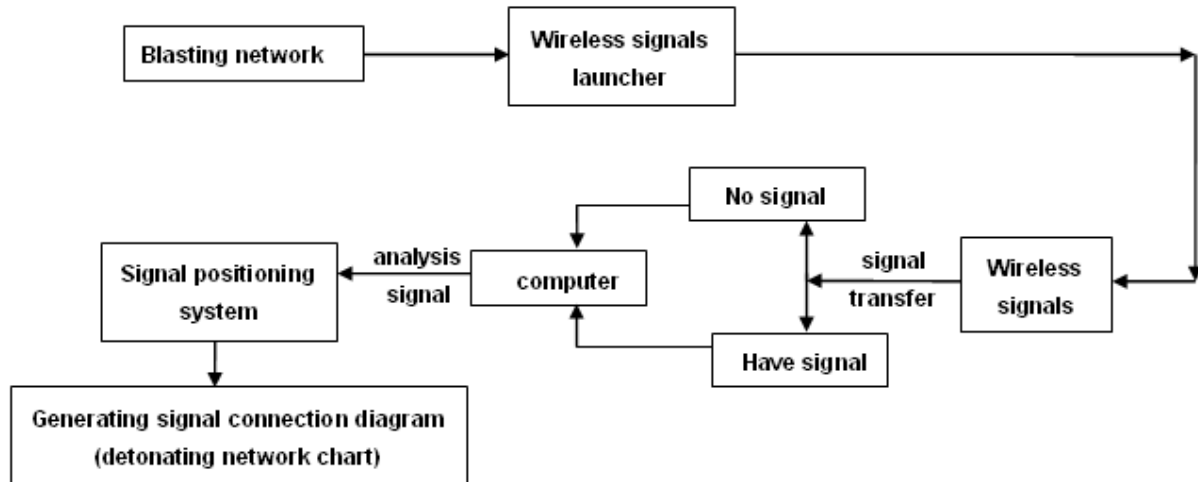 Blasting network
Wireless signals
launcher
No signal
Signal positioning
system
analysis
signal
computer
signal
transfer
Wireless
signals
Have signal
Generating signal connection diagram
(detonating network chart)